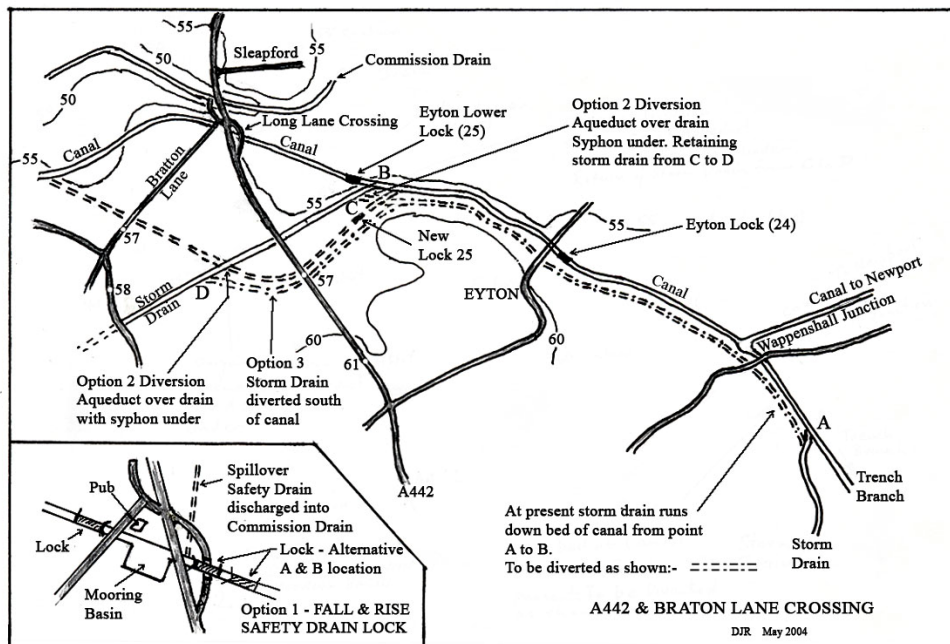 55
Sleapford
55
50
Commission Drain
50
Eyton Lower
Lock (25)
Option 2 Diversion
Aqueduct over drain
Syphon under. Retaining
storm drain from C to D
Long Lane Crossing
Canal
Canal
Bratton
Lane
55
B
55
C
55
Eyton Lock (24)
New
Lock 25
57
57
58
D
Storm
Drain
EYTON
Canal
Canal to Newport
Wappenshall Junction
60
60
61
Option 2 Diversion
Aqueduct over drain
with syphon under
Option 3
Storm Drain
diverted south
of canal
A
A442
Trench
Branch
Storm
Drain
At present storm drain runs
down bed of canal from point
A to B.
To be diverted as shown:-
Spillover
Safety Drain
discharged into
Commission Drain
Pub
Lock
Lock - Alternative
A & B location
Mooring
Basin
Option 1 - FALL & RISE
SAFETY DRAIN LOCK
A442 & BRATON LANE CROSSING
DJR May 2004